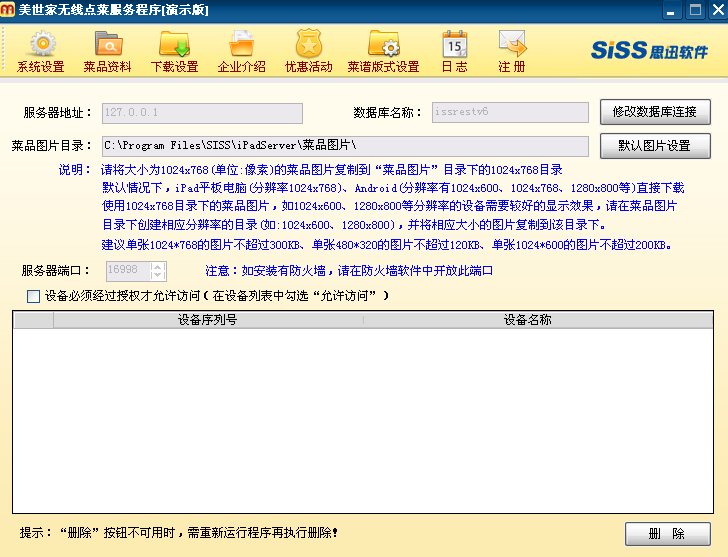 美世家无线点菜服务程序[演示版]
系统设置 菜品资料 下载设置 企业介绍 优惠活动 菜谱版式设置 日 志 注 册
15
SiSS思迅软件
服务器地址： 127.0.0.1 数据库名称： issrestv6 修改数据库连接
菜品图片目录： C:\Program Files\SISS\iPadServer\菜品图片\ 默认图片设置
说明： 请将大小为1024x768(单位:像素)的菜品图片复制到“菜品图片”目录下的1024x768目录
默认情况下，iPad平板电脑(分辨率1024x768)、Android(分辨率有1024x600、1024x768、1280x800等)直接下载
使用1024x768目录下的菜品图片，如1024x600、1280x800等分辨率的设备需要较好的显示效果，请在菜品图片
目录下创建相应分辨率的目录(如:1024x600、1280x800)，并将相应大小的图片复制到该目录下。
建议单张1024*768的图片不超过300KB、单张480*320的图片不超过120KB、单张1024*600的图片不超过200KB。
服务器端口： 16998 注意：如安装有防火墙，请在防火墙软件中开放此端口
设备必须经过授权才允许访问(在设备列表中勾选“允许访问”)
设备序列号 设备名称
提示：“删除”按钮不可用时，需重新运行程序再执行删除! 删 除